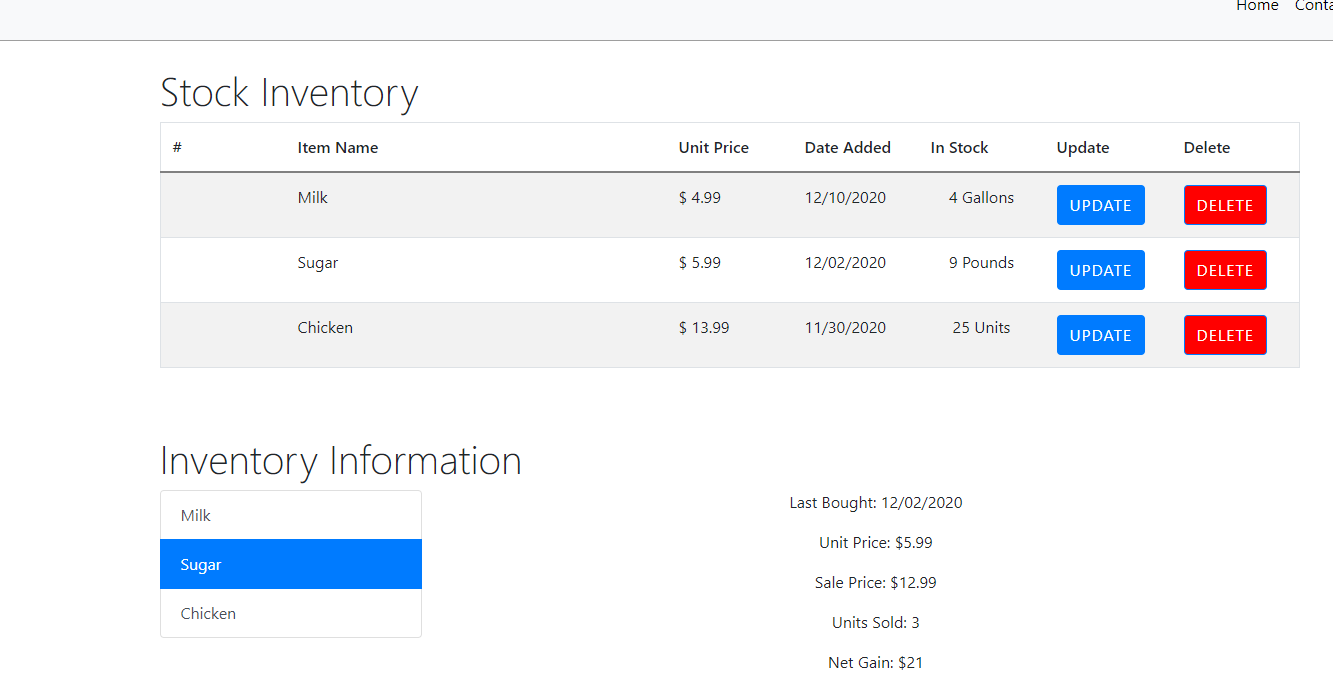 Home Conta
Stock Inventory
# Item Name Unit Price Date Added In Stock Update Delete
Milk $ 4.99 12/10/2020 4 Gallons UPDATE DELETE
Sugar $ 5.99 12/02/2020 9 Pounds UPDATE DELETE
Chicken $ 13.99 11/30/2020 25 Units UPDATE DELETE
Inventory Information
Milk
Sugar
Chicken
Last Bought: 12/02/2020
Unit Price: $5.99
Sale Price: $12.99
Units Sold: 3
Net Gain: $21